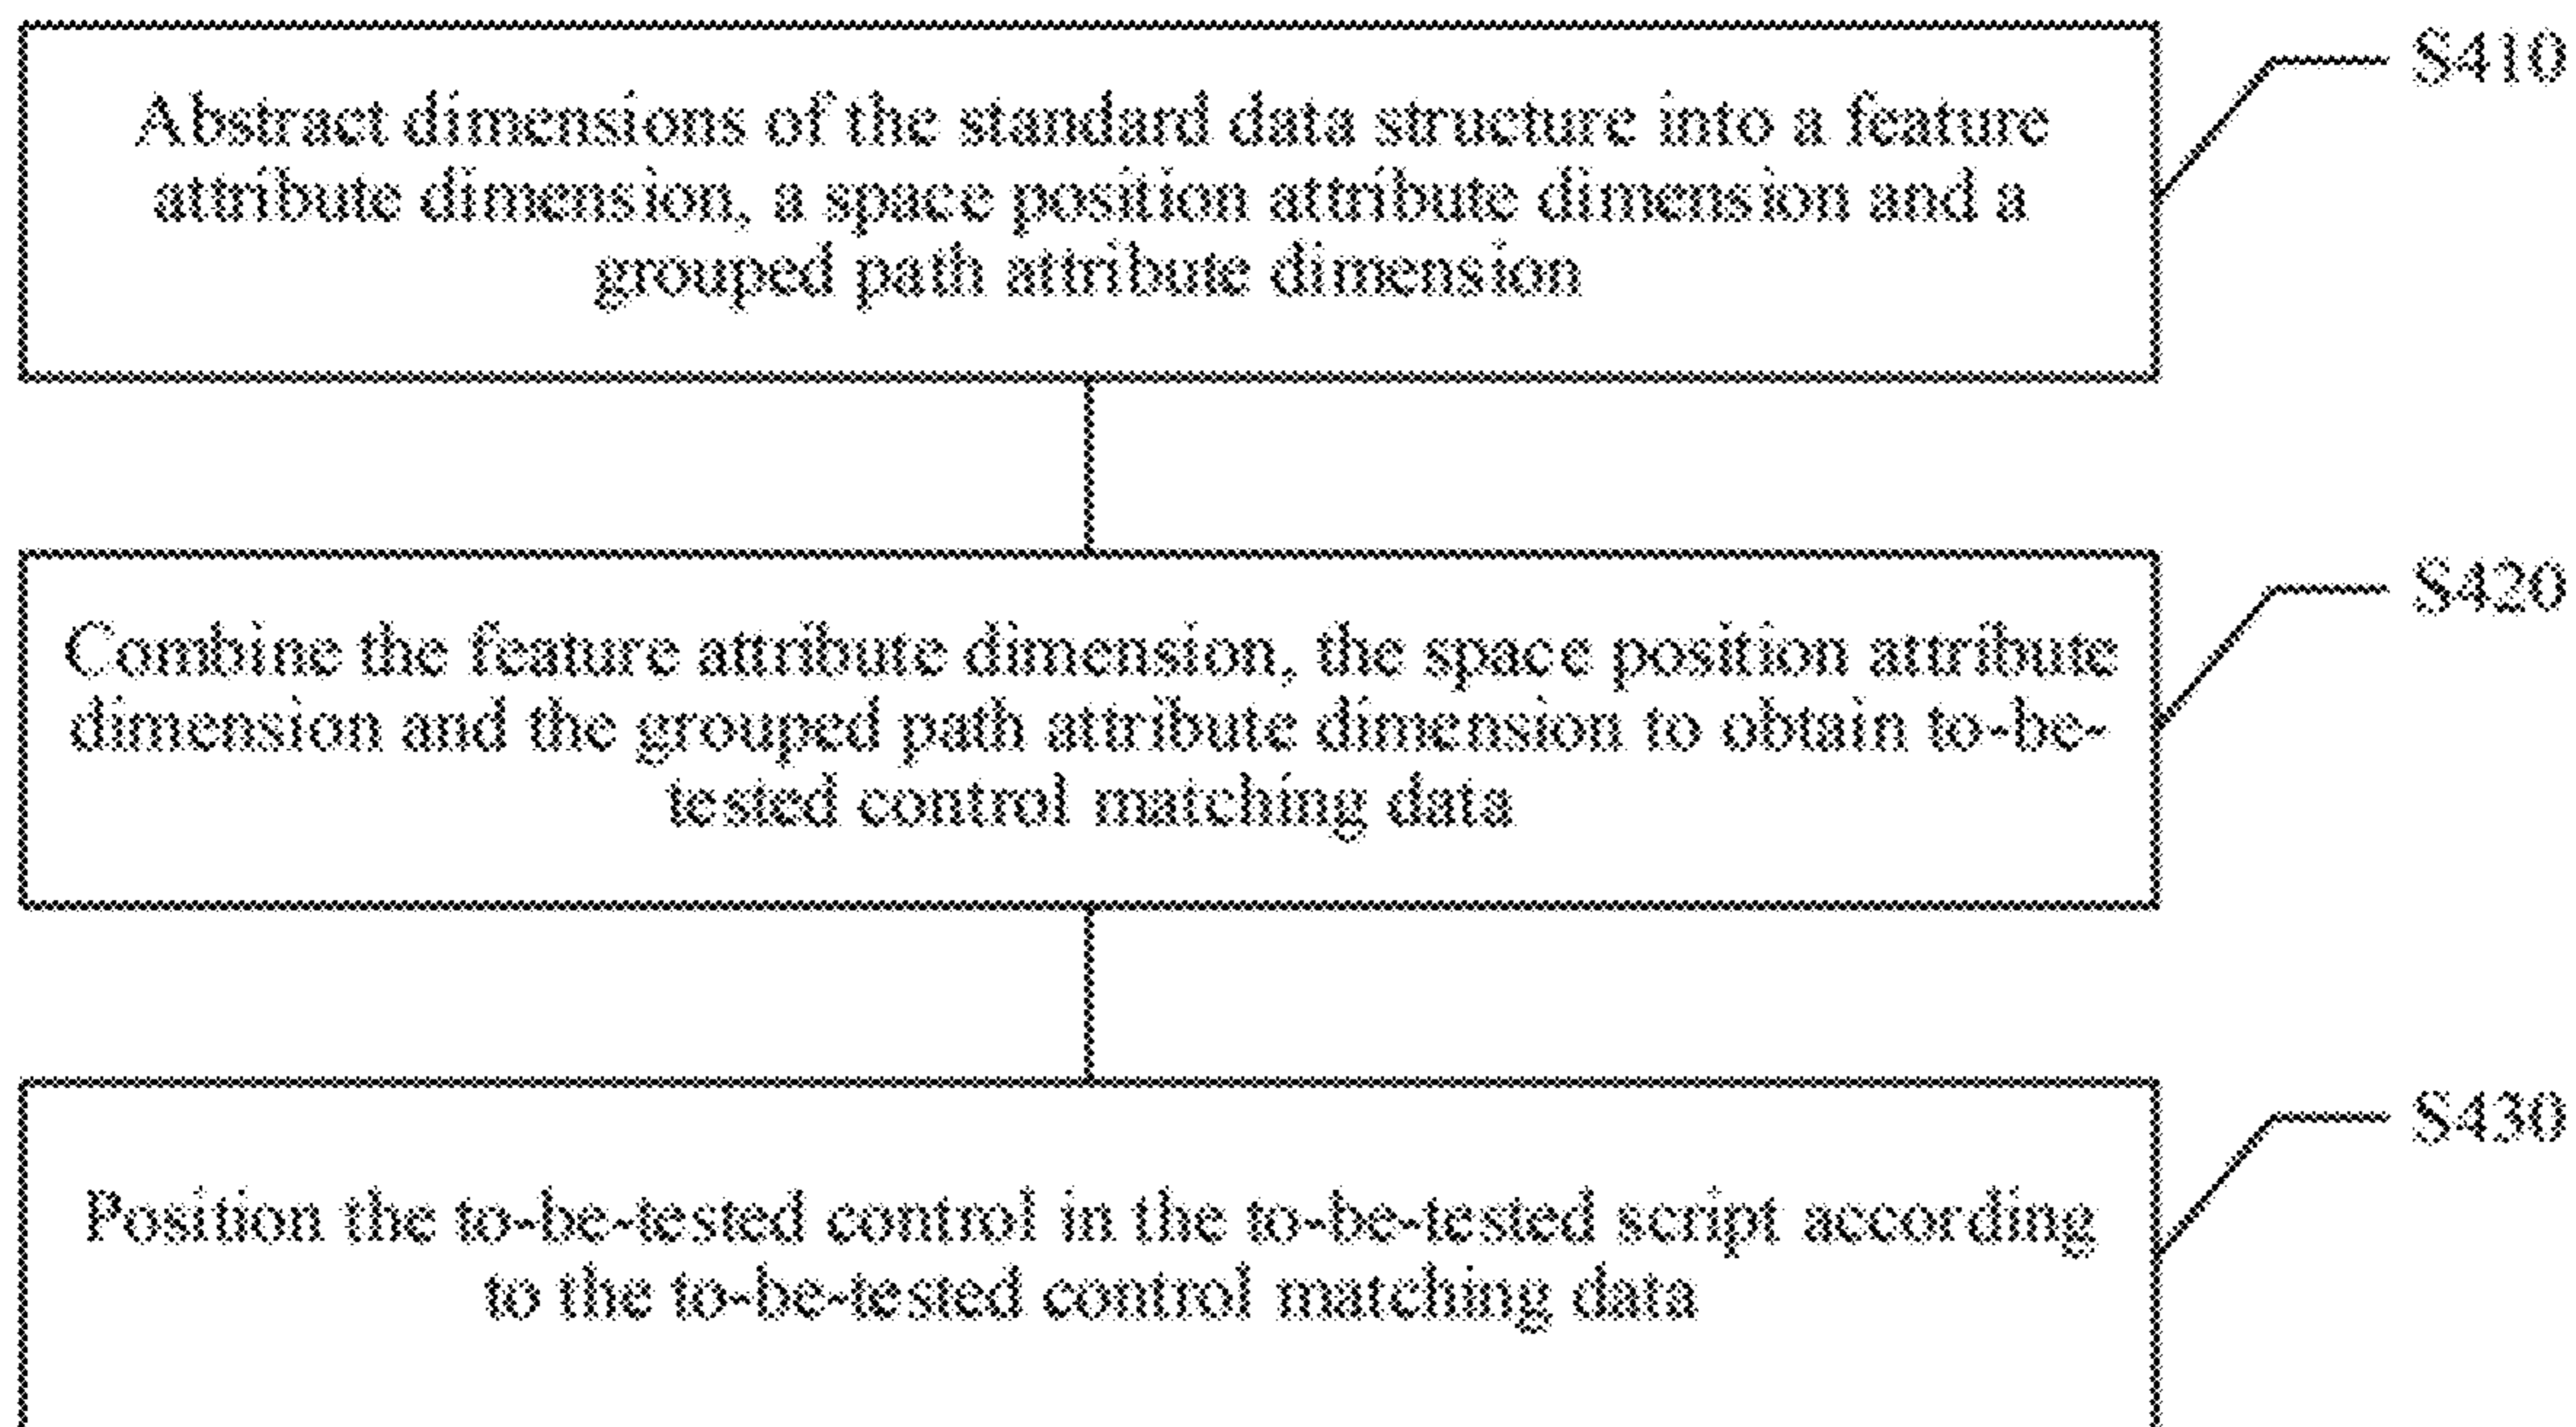 S410
Abstract dimensions of the standard data structure into a feature
attribute dimension, a space position attribute dimension and a
grouped path attribute dimension
S420
Combine the feature attribute dimension, the space position attribute
dimension and the grouped path attribute dimension to obtain to-be-
tested control matching data
S430
Position the to-be-tested control in the to-be-tested script according
to the to-be-tested control matching data